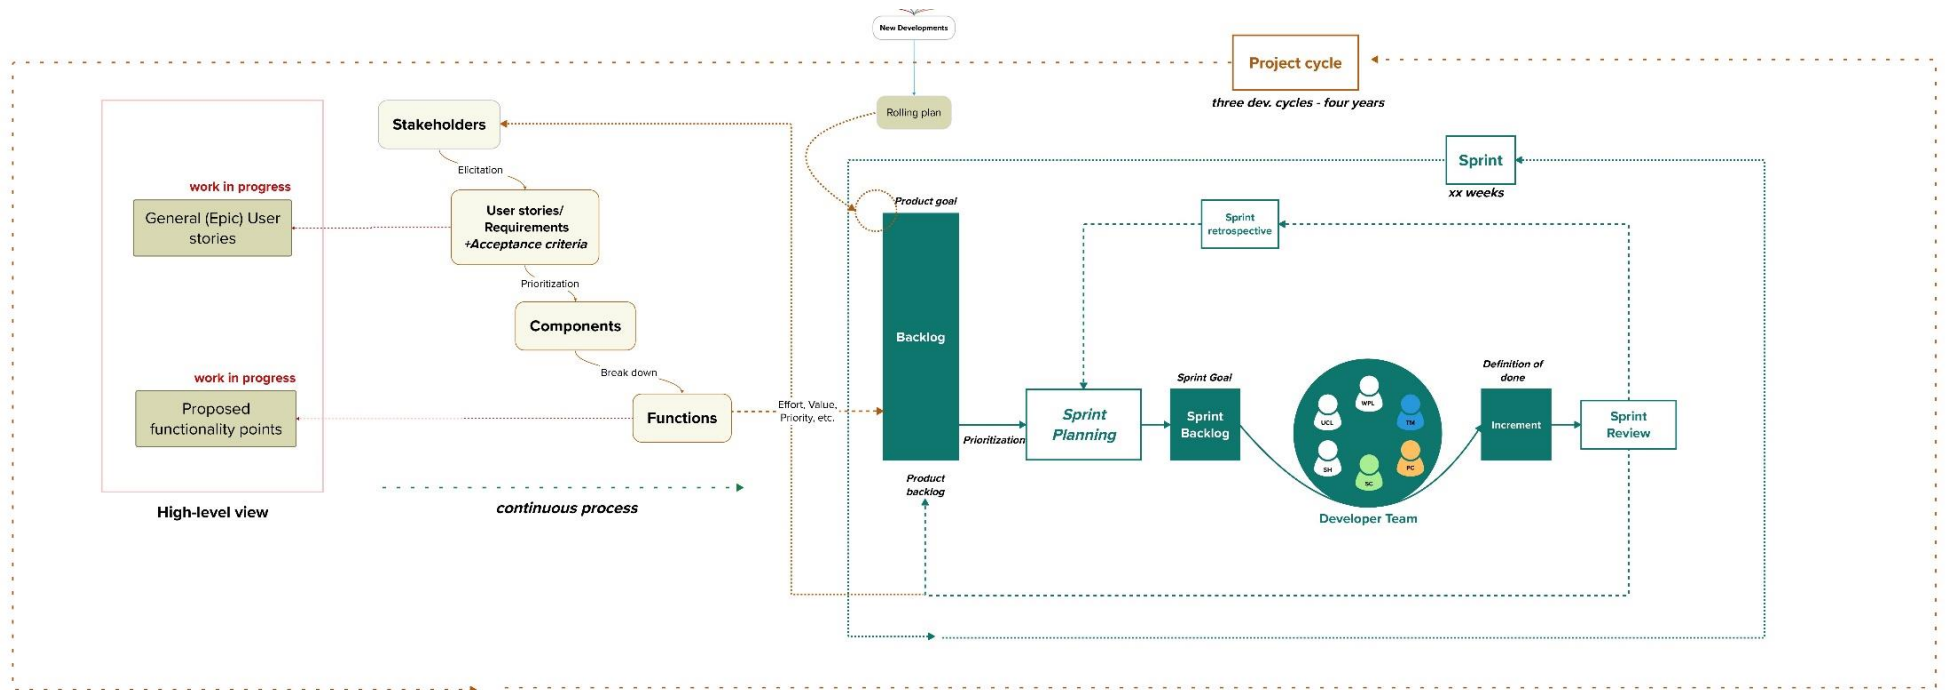 New Developments
Project cycle
three dev. cycles - four years
Rolling plan
Stakeholders
Elicitation
work in progress
General (Epic) User
stories
User stories/
Requirements
+Acceptance criteria
Prioritization
Components
Break down
work in progress
Proposed
functionality points
Functions
Effort, Value,
Priority, etc.
High-level view
continuous process
Sprint
xx weeks
Product goal
Sprint
retrospective
Backlog
Prioritization
Product
backlog
Sprint
Planning
Sprint Goal
Sprint
Backlog
WPL
UCL
TM
SH
PC
SC
Developer Team
Definition of
done
Increment
Sprint
Review